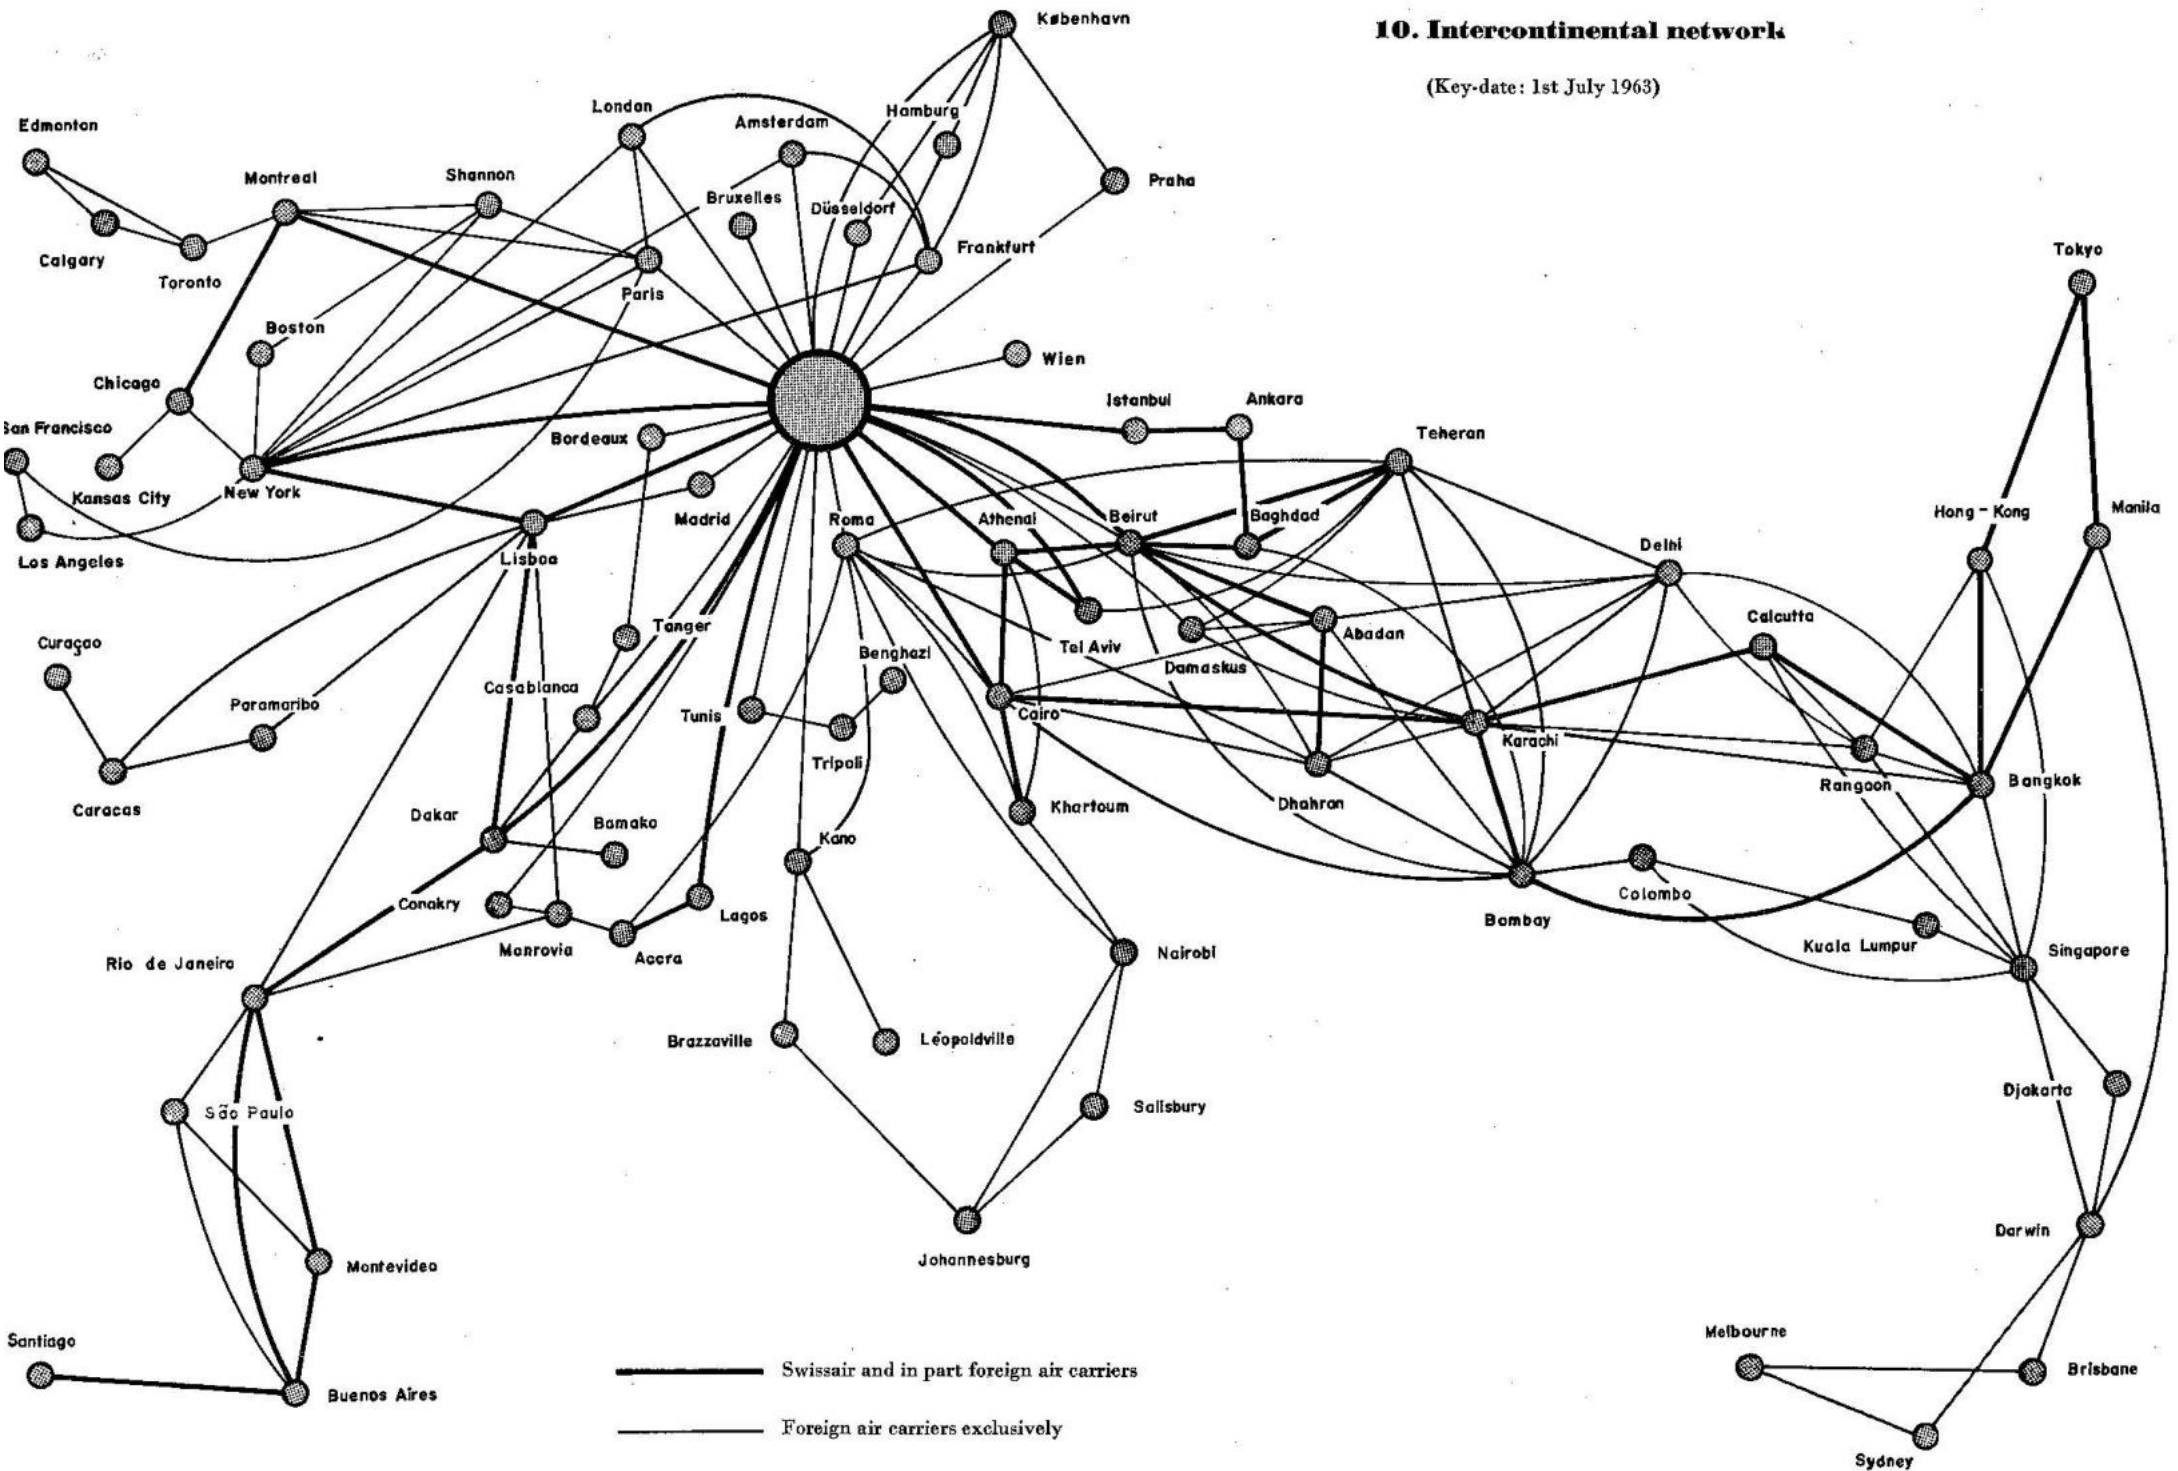 København
10. Intercontinental network
(Key-date: 1st July 1963)
London
Hamburg
Amsterdam
Edmonton
Montreal
Shannon
Praha
Bruxelles
Düsseldorf
Frankfurt
Calgary
Toronto
Paris
Tokyo
Boston
Wien
Chicago
Istanbul
Ankara
San Francisco
Bordeaux
Teheran
Kansas City
New York
Madrid
Roma
Athenai
Beirut
Baghdad
Hong-Kong
Manila
Los Angeles
Lisboa
Delhi
Curaçao
Tanger
Benghazi
Tel Aviv
Abadan
Calcutta
Damaskus
Casablanca
Paramaribo
Tunis
Cairo
Karachi
Tripoli
Rangoon
Bangkok
Caracas
Dakar
Bamako
Kano
Khartoum
Dhahran
Conakry
Lagos
Colombo
Bombay
Monrovia
Accra
Nairobi
Kuala Lumpur
Singapore
Rio de Janeiro
Brazzaville
Léopoldville
Djakarta
São Paulo
Salisbury
Darwin
Johannesburg
Montevideo
Santiago
Melbourne
Swissair and in part foreign air carriers
Brisbane
Buenos Aires
Foreign air carriers exclusively
Sydney